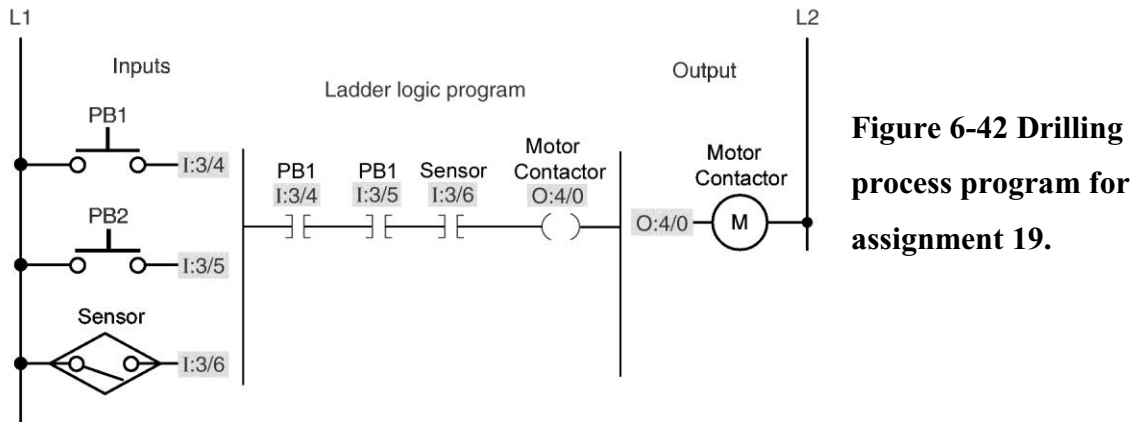 L1
L2
Inputs
Ladder logic program
Output
PB1
I:3/4
PB2
I:3/5
Sensor
I:3/6
PB1
I:3/4
PB1
I:3/5
Sensor
I:3/6
Motor
Contactor
O:4/0
Motor
Contactor
O:4/0
M
Figure 6-42 Drilling
process program for
assignment 19.